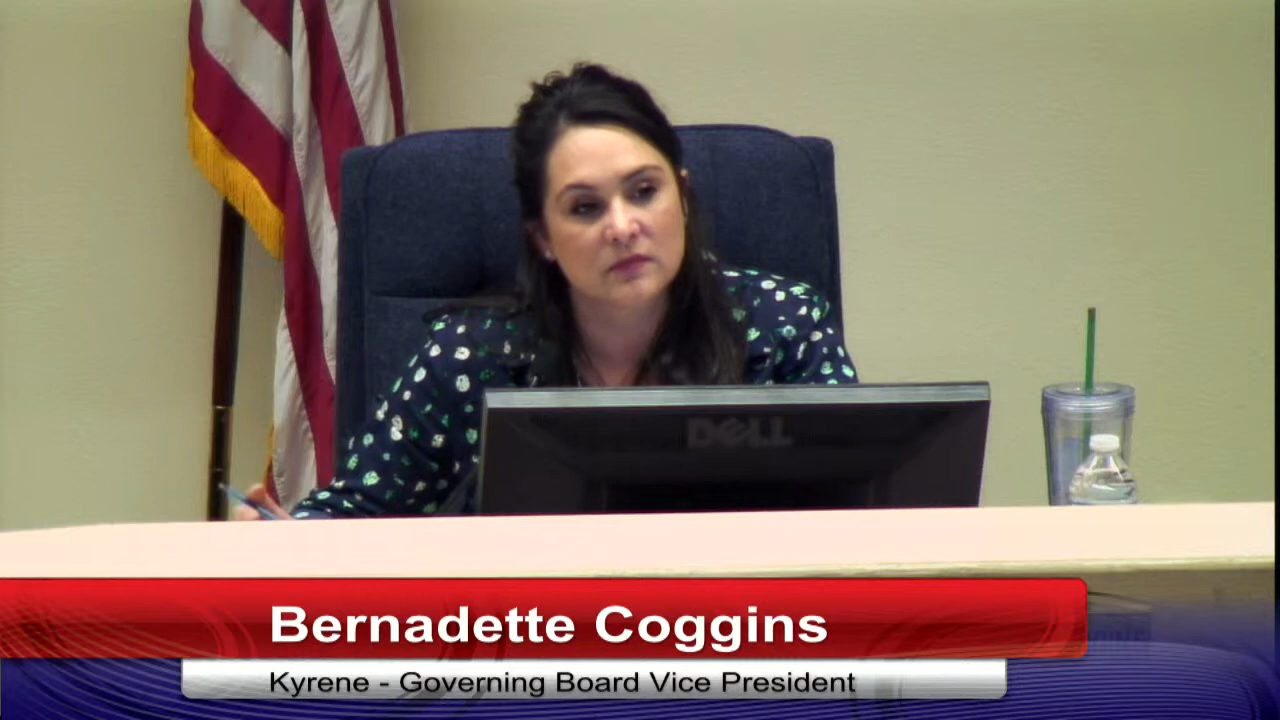 DELL
Bernadette Coggins
Kyrene - Governing Board Vice President